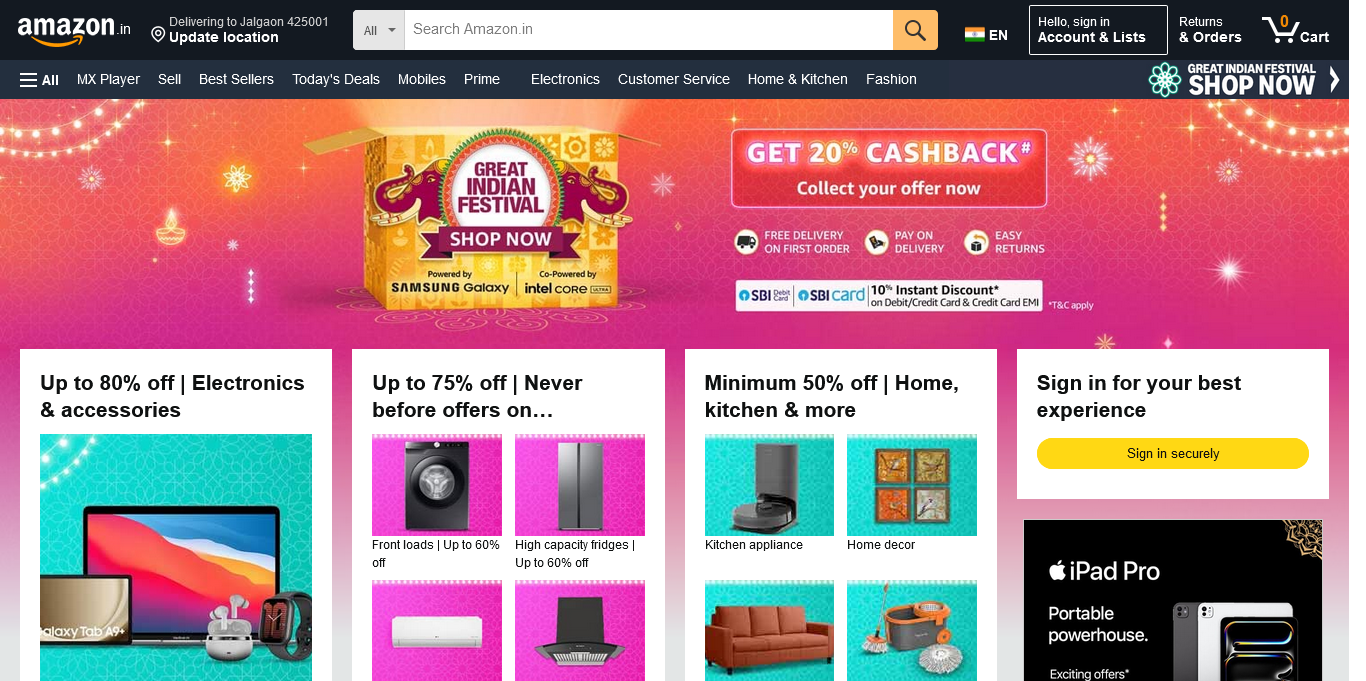 amazon.in
Delivering to Jalgaon 425001
Update location
All
Search Amazon.in
EN
Hello, sign in
Account & Lists
Returns
& Orders
0
Cart
All
MX Player
Sell
Best Sellers
Today's Deals
Mobiles
Prime
Electronics
Customer Service
Home & Kitchen
Fashion
GREAT INDIAN FESTIVAL
SHOP NOW
GREAT
INDIAN
FESTIVAL
SHOP NOW
Powered by
SAMSUNG Galaxy
Co-Powered by
intel CORE ULTRA
GET 20% CASHBACK#
Collect your offer now
FREE DELIVERY
ON FIRST ORDER
PAY ON
DELIVERY
EASY
RETURNS
SBI Debit Card
SBI card
10% Instant Discount*
on Debit/Credit Card & Credit Card EMI
*T&C apply
Up to 80% off | Electronics
& accessories
alaxy Tab A9+
Up to 75% off | Never
before offers on…
Front loads | Up to 60%
off
High capacity fridges |
Up to 60% off
Minimum 50% off | Home,
kitchen & more
Kitchen appliance
Home decor
Sign in for your best
experience
Sign in securely
iPad Pro
Portable
powerhouse.
Exciting offers*